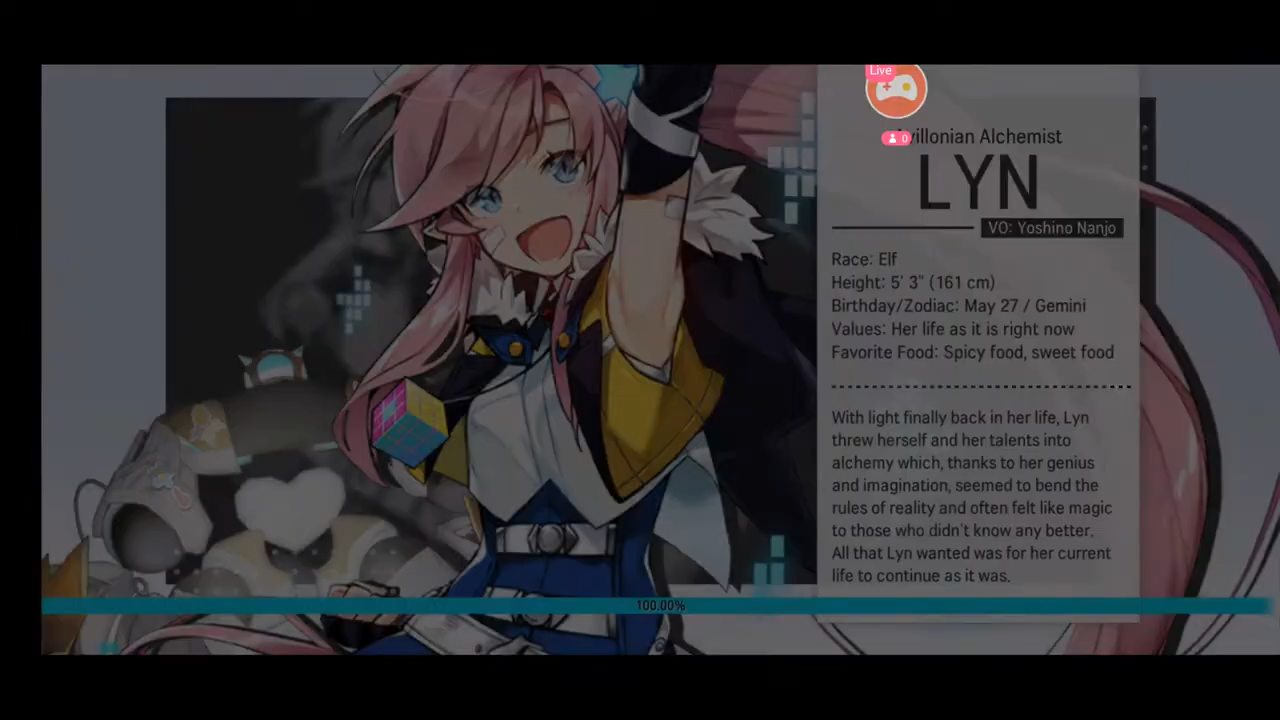 Live
0
villonian Alchemist
LYN
VO: Yoshino Nanjo
Race: Elf
Height: 5' 3" (161 cm)
Birthday/Zodiac: May 27 / Gemini
Values: Her life as it is right now
Favorite Food: Spicy food, sweet food
With light finally back in her life, Lyn
threw herself and her talents into
alchemy which, thanks to her genius
and imagination, seemed to bend the
rules of reality and often felt like magic
to those who didn't know any better.
All that Lyn wanted was for her current
life to continue as it was.
100.00%